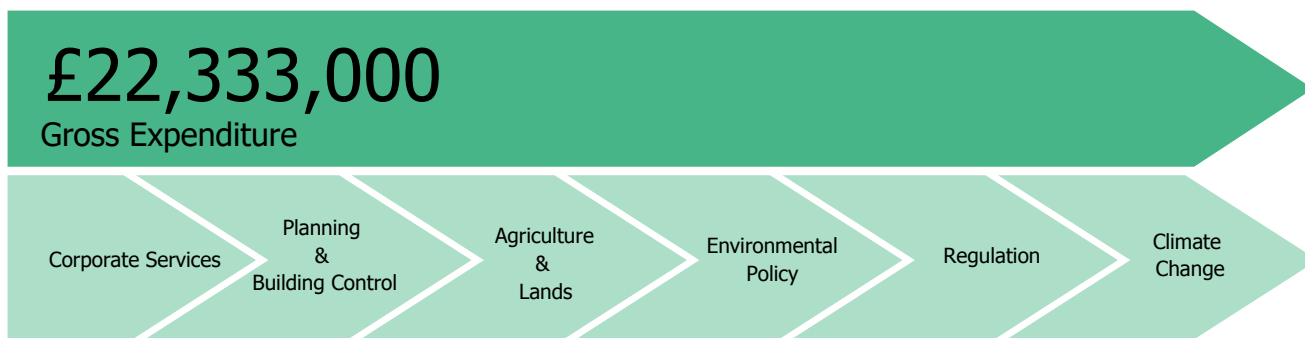 £22,333,000
Gross Expenditure
Corporate Services
Planning
&
Building Control
Agriculture
&
Lands
Environmental
Policy
Regulation
Climate
Change